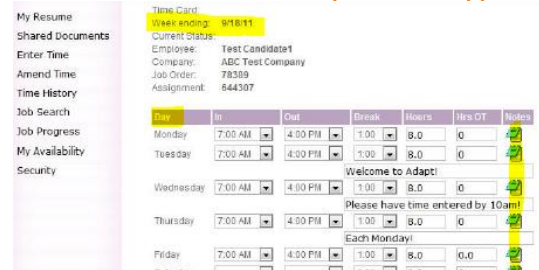 My Resume
Shared Documents
Enter Time
Amend Time
Time History
Job Search
Job Progress
My Availability
Security
Time Card
Week ending: 9/18/11
Current Status:
Employee: Test Candidate1
Company: ABC Test Company
Job Order: 78389
Assignment: 644307
Day In Out Break Hours Hrs OT Notes
Monday 7:00 AM 4:00 PM 1:00 8.0 0
Tuesday 7:00 AM 4:00 PM 1:00 8.0 0
Welcome to Adapt!
Wednesday 7:00 AM 4:00 PM 1:00 8.0 0
Please have time entered by 10am!
Thursday 7:00 AM 4:00 PM 1:00 8.0 0
Each Monday!
Friday 7:00 AM 4:00 PM 1:00 8.0 0.0